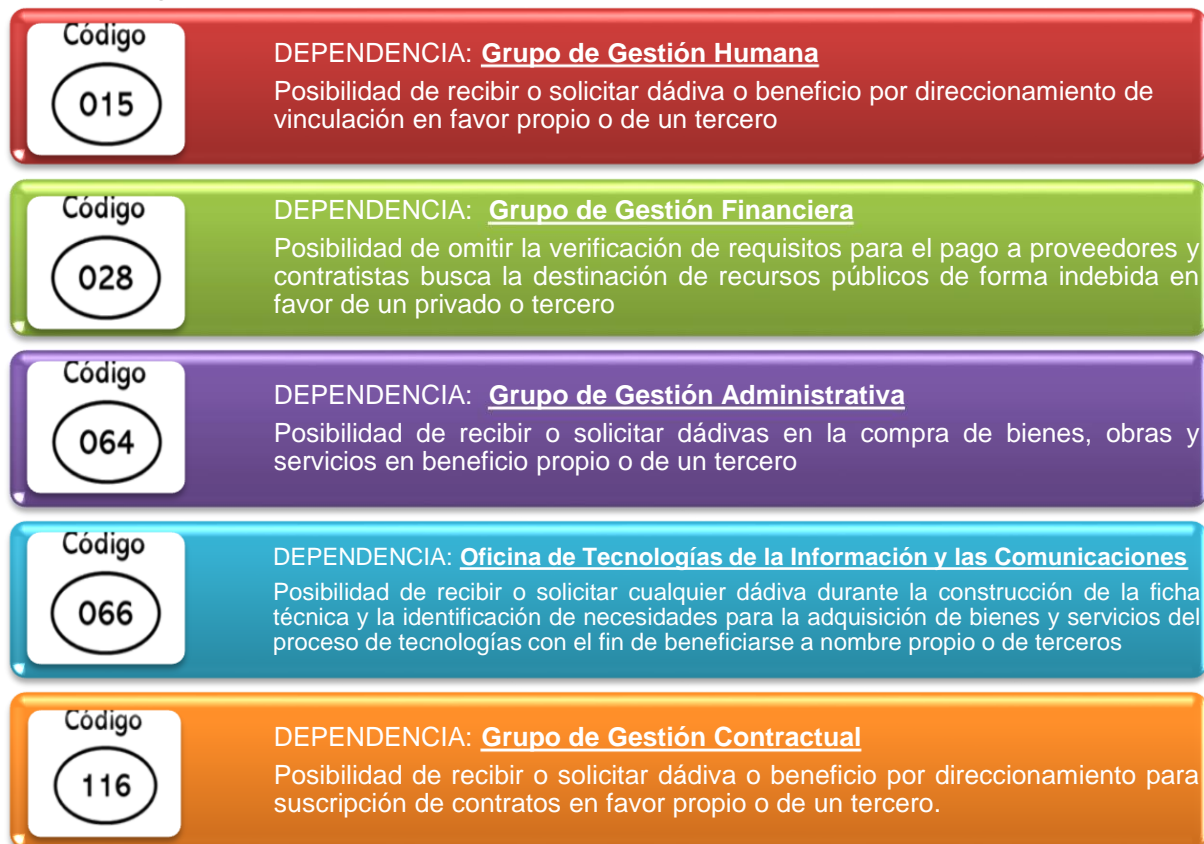 Código
015
DEPENDENCIA: Grupo de Gestión Humana
Posibilidad de recibir o solicitar dádiva o beneficio por direccionamiento de
vinculación en favor propio o de un tercero
Código
028
DEPENDENCIA: Grupo de Gestión Financiera
Posibilidad de omitir la verificación de requisitos para el pago a proveedores y
contratistas busca la destinación de recursos públicos de forma indebida en
favor de un privado o tercero
Código
064
DEPENDENCIA: Grupo de Gestión Administrativa
Posibilidad de recibir o solicitar dádivas en la compra de bienes, obras y
servicios en beneficio propio o de un tercero
Código
066
DEPENDENCIA: Oficina de Tecnologías de la Información y las Comunicaciones
Posibilidad de recibir o solicitar cualquier dádiva durante la construcción de la ficha
técnica y la identificación de necesidades para la adquisición de bienes y servicios del
proceso de tecnologías con el fin de beneficiarse a nombre propio o de terceros
Código
116
DEPENDENCIA: Grupo de Gestión Contractual
Posibilidad de recibir o solicitar dádiva o beneficio por direccionamiento para
suscripción de contratos en favor propio o de un tercero.